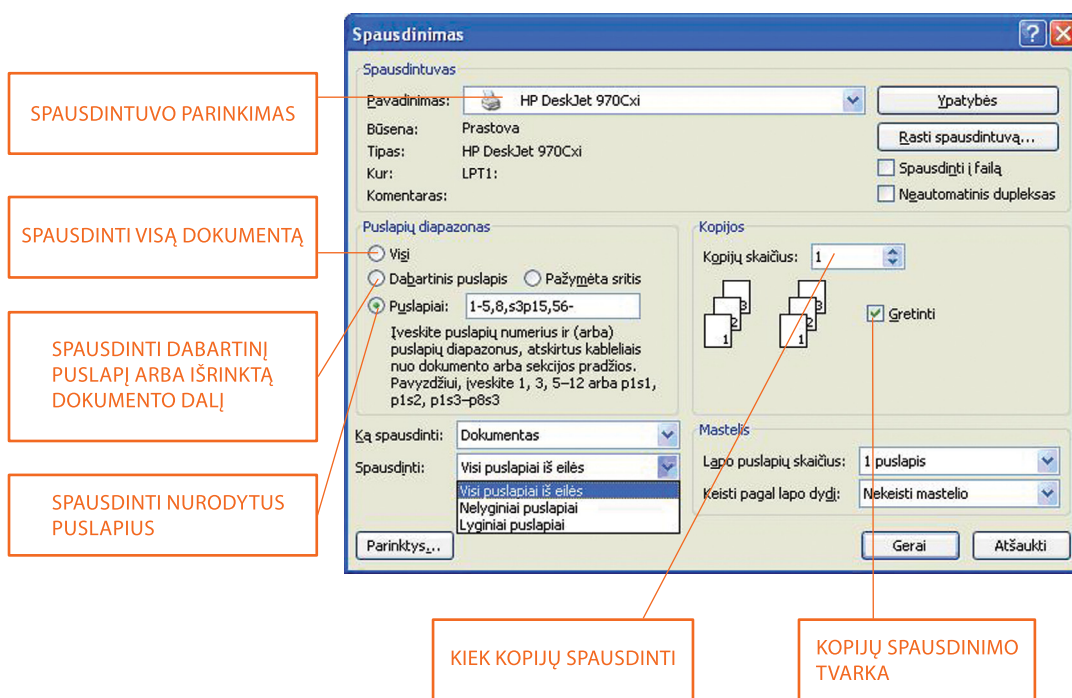 Spausdinimas
Spausdintuvas
Pavadinimas: HP DeskJet 970Cxi
Ypatybės
Būsena: Prastova
Rasti spausdintuvą...
Tipas: HP DeskJet 970Cxi
Kur: LPT1:
Spausdinti į failą
Komentaras:
Neautomatinis dupleksas
Puslapių diapazonas
Visi
Dabartinis puslapis
Pažymėta sritis
Puslapiai: 1-5,8,s3p15,56-
Įveskite puslapių numerius ir (arba)
puslapių diapazonus, atskirtus kableliais
nuo dokumento arba sekcijos pradžios.
Pavyzdžiui, įveskite 1, 3, 5–12 arba p1s1,
p1s2, p1s3–p8s3
Kopijos
Kopijų skaičius: 1
3
2
1
3
2
1
Gretinti
Ką spausdinti: Dokumentas
Spausdinti: Visi puslapiai iš eilės
Visi puslapiai iš eilės
Nelyginiai puslapiai
Lyginiai puslapiai
Mastelis
Lapo puslapių skaičius: 1 puslapis
Keisti pagal lapo dydį: Nekeisti mastelio
Parinktys...
Gerai
Atšaukti
SPAUSDINTUVO PARINKIMAS
SPAUSDINTI VISĄ DOKUMENTĄ
SPAUSDINTI DABARTINĮ
PUSLAPĮ ARBA IŠRINKTĄ
DOKUMENTO DALĮ
SPAUSDINTI NURODYTUS
PUSLAPIUS
KIEK KOPIJŲ SPAUSDINTI
KOPIJŲ SPAUSDINIMO
TVARKA